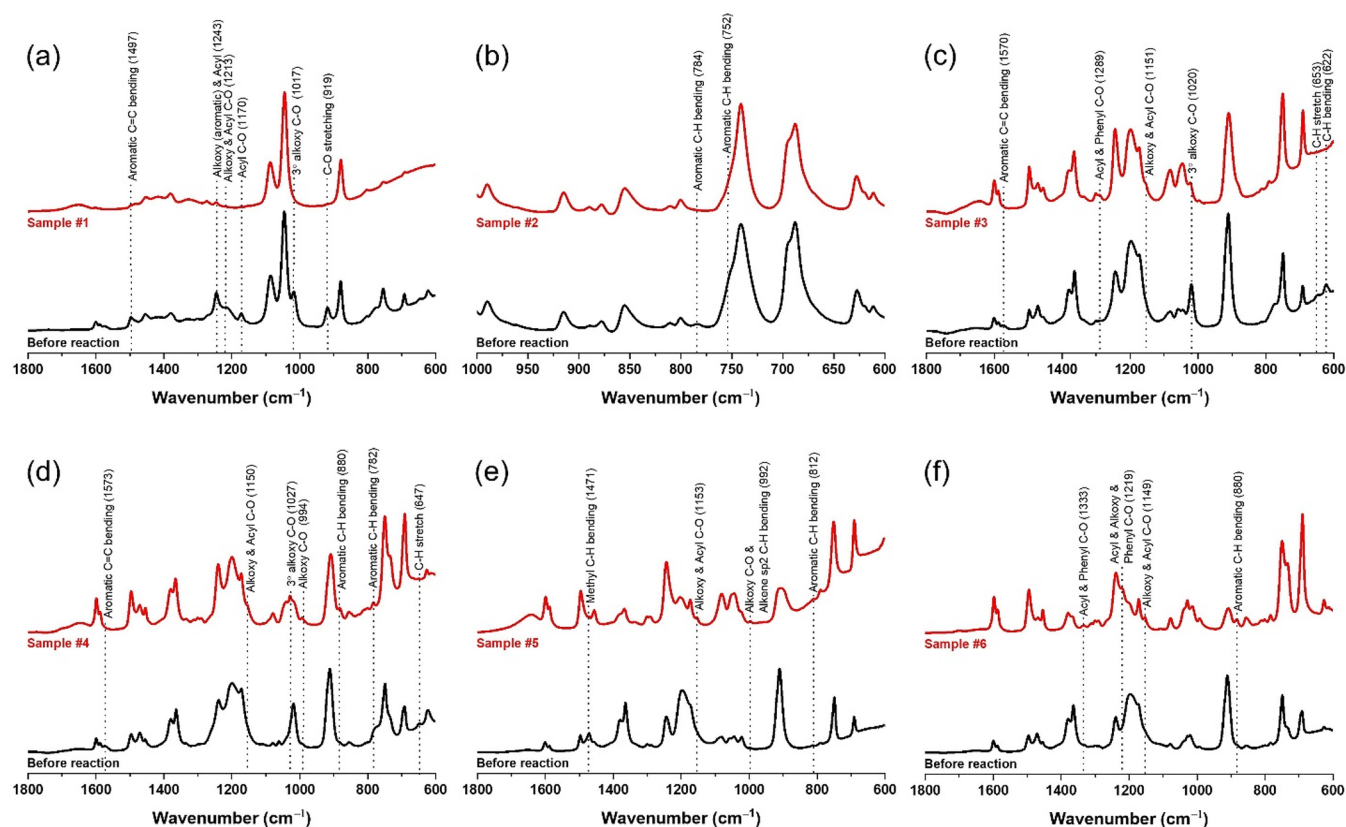 (a)
Aromatic C=C bending (1497)
Alkoxy (aromatic) & Acyl (1243)
Alkoxy & Acyl C-O (1213)
Acyl C-O (1170)
3° alkoxy C-O (1017)
C-O stretching (919)
Sample #1
Before reaction
1800 1600 1400 1200 1000 800 600
Wavenumber (cm⁻¹)
(b)
Aromatic C-H bending (784)
Aromatic C-H bending (752)
Sample #2
Before reaction
1000 950 900 850 800 750 700 650 600
Wavenumber (cm⁻¹)
(c)
Aromatic C=C bending (1570)
Acyl & Phenyl C-O (1289)
Alkoxy & Acyl C-O (1151)
3° alkoxy C-O (1020)
C-H stretch (653)
C-H bending (622)
Sample #3
Before reaction
1800 1600 1400 1200 1000 800 600
Wavenumber (cm⁻¹)
(d)
Aromatic C=C bending (1573)
Alkoxy & Acyl C-O (1150)
3° alkoxy C-O (1027)
Alkoxy C-O (994)
Aromatic C-H bending (880)
Aromatic C-H bending (782)
C-H stretch (647)
Sample #4
Before reaction
1800 1600 1400 1200 1000 800 600
Wavenumber (cm⁻¹)
(e)
Methyl C-H bending (1471)
Alkoxy & Acyl C-O (1153)
Alkoxy C-O &
Alkene sp2 C-H bending (992)
Aromatic C-H bending (812)
Sample #5
Before reaction
1800 1600 1400 1200 1000 800 600
Wavenumber (cm⁻¹)
(f)
Acyl & Phenyl C-O (1333)
Acyl & Alkoxy &
Phenyl C-O (1219)
Alkoxy & Acyl C-O (1149)
Aromatic C-H bending (880)
Sample #6
Before reaction
1800 1600 1400 1200 1000 800 600
Wavenumber (cm⁻¹)